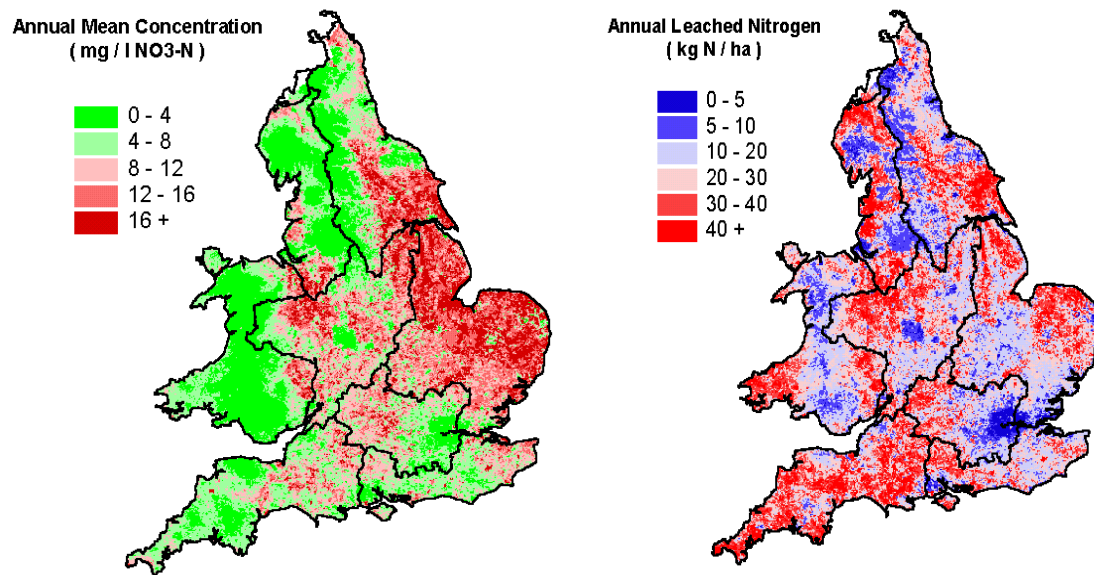 Annual Mean Concentration
( mg / l NO3-N )
0 - 4
4 - 8
8 - 12
12 - 16
16 +
Annual Leached Nitrogen
( kg N / ha )
0 - 5
5 - 10
10 - 20
20 - 30
30 - 40
40 +